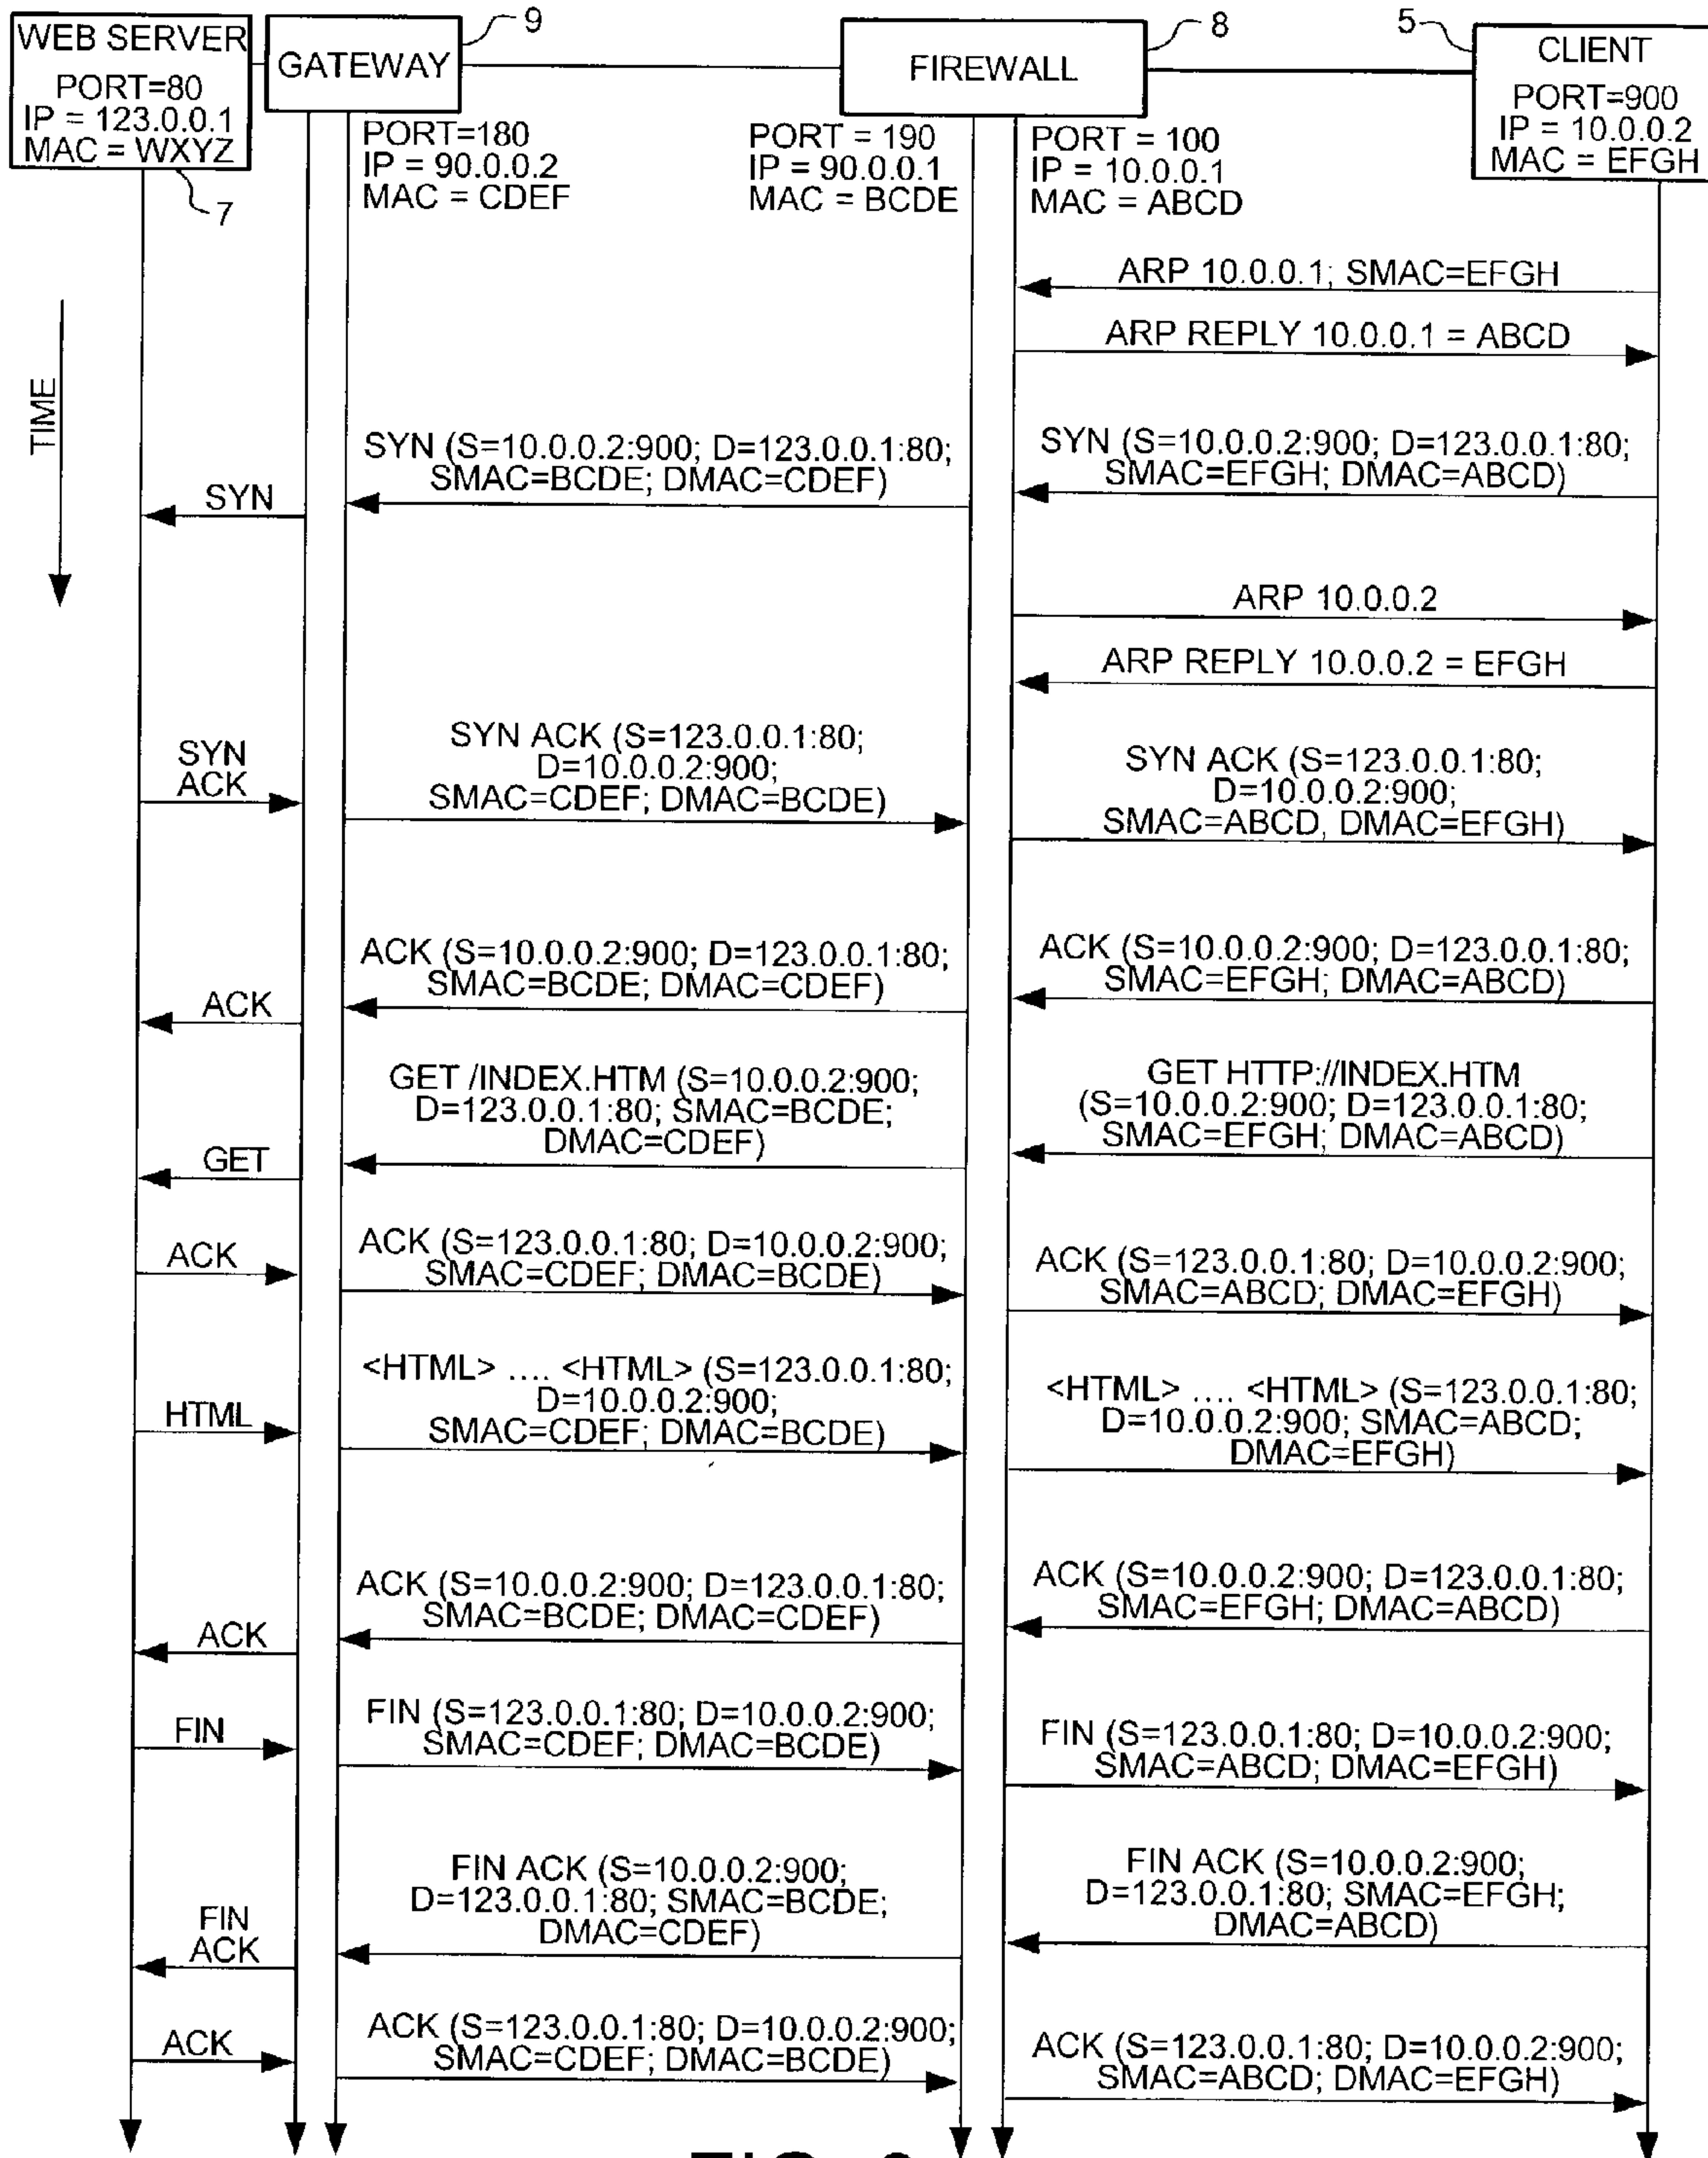 9
8
5
WEB SERVER
PORT=80
IP = 123.0.0.1
MAC = WXYZ
7
GATEWAY
PORT=180
IP = 90.0.0.2
MAC = CDEF
FIREWALL
PORT = 190
IP = 90.0.0.1
MAC = BCDE
PORT = 100
IP = 10.0.0.1
MAC = ABCD
CLIENT
PORT=900
IP = 10.0.0.2
MAC = EFGH
TIME
ARP 10.0.0.1; SMAC=EFGH
ARP REPLY 10.0.0.1 = ABCD
SYN (S=10.0.0.2:900; D=123.0.0.1:80;
SMAC=EFGH; DMAC=ABCD)
SYN (S=10.0.0.2:900; D=123.0.0.1:80;
SMAC=BCDE; DMAC=CDEF)
SYN
ARP 10.0.0.2
ARP REPLY 10.0.0.2 = EFGH
SYN
ACK
SYN ACK (S=123.0.0.1:80;
D=10.0.0.2:900;
SMAC=CDEF; DMAC=BCDE)
SYN ACK (S=123.0.0.1:80;
D=10.0.0.2:900;
SMAC=ABCD, DMAC=EFGH)
ACK (S=10.0.0.2:900; D=123.0.0.1:80;
SMAC=EFGH; DMAC=ABCD)
ACK (S=10.0.0.2:900; D=123.0.0.1:80;
SMAC=BCDE; DMAC=CDEF)
ACK
GET HTTP://INDEX.HTM
(S=10.0.0.2:900; D=123.0.0.1:80;
SMAC=EFGH; DMAC=ABCD)
GET /INDEX.HTM (S=10.0.0.2:900;
D=123.0.0.1:80; SMAC=BCDE;
DMAC=CDEF)
GET
ACK
ACK (S=123.0.0.1:80; D=10.0.0.2:900;
SMAC=CDEF; DMAC=BCDE)
ACK (S=123.0.0.1:80; D=10.0.0.2:900;
SMAC=ABCD; DMAC=EFGH)
HTML
<HTML> .... <HTML> (S=123.0.0.1:80;
D=10.0.0.2:900;
SMAC=CDEF; DMAC=BCDE)
<HTML> .... <HTML> (S=123.0.0.1:80;
D=10.0.0.2:900; SMAC=ABCD;
DMAC=EFGH)
ACK (S=10.0.0.2:900; D=123.0.0.1:80;
SMAC=EFGH; DMAC=ABCD)
ACK (S=10.0.0.2:900; D=123.0.0.1:80;
SMAC=BCDE; DMAC=CDEF)
ACK
FIN
FIN (S=123.0.0.1:80; D=10.0.0.2:900;
SMAC=CDEF; DMAC=BCDE)
FIN (S=123.0.0.1:80; D=10.0.0.2:900;
SMAC=ABCD; DMAC=EFGH)
FIN ACK (S=10.0.0.2:900;
D=123.0.0.1:80; SMAC=EFGH;
DMAC=ABCD)
FIN ACK (S=10.0.0.2:900;
D=123.0.0.1:80; SMAC=BCDE;
DMAC=CDEF)
FIN
ACK
ACK
ACK (S=123.0.0.1:80; D=10.0.0.2:900;
SMAC=CDEF; DMAC=BCDE)
ACK (S=123.0.0.1:80; D=10.0.0.2:900;
SMAC=ABCD; DMAC=EFGH)